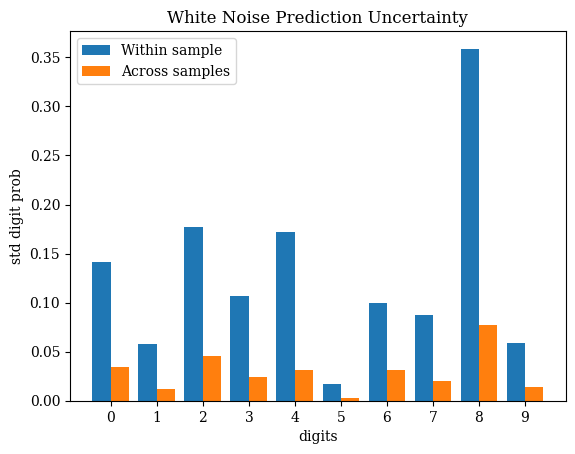 White Noise Prediction Uncertainty
Within sample
Across samples
std digit prob
0.35
0.30
0.25
0.20
0.15
0.10
0.05
0.00
0 1 2 3 4 5 6 7 8 9
digits